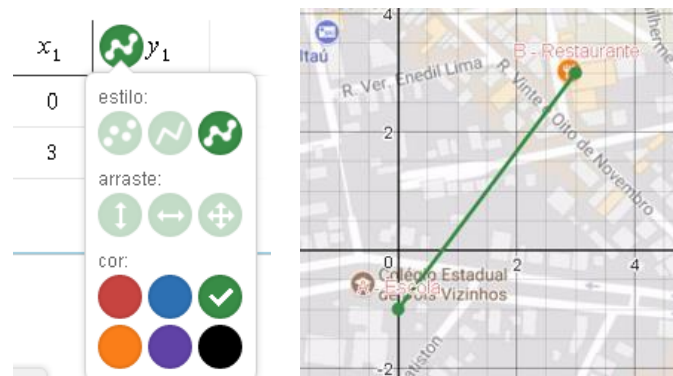 x₁ y₁
0
3
estilo:
arraste:
cor:
4
Itaú
B - Restaurante
R. Ver. Enedil Lima
R. Vinte e Oito de Novembro
2
0
2
4
Colégio Estadual
A - Escola
Vizinhos
-2